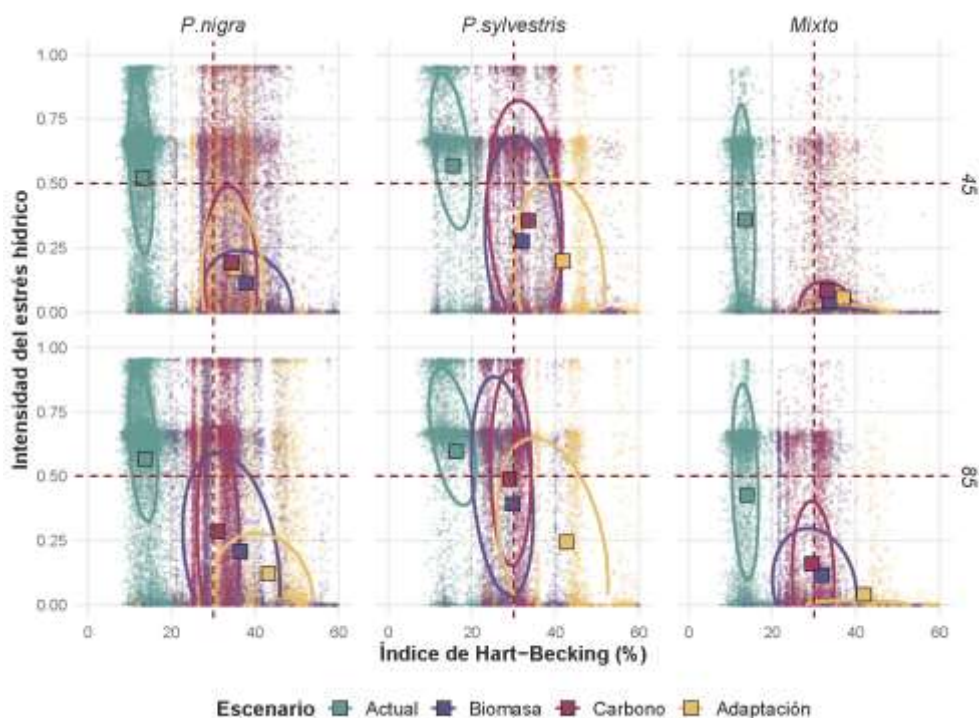 P.nigra P.sylvestris Mixto
Intensidad del estrés hídrico
1.00
0.75
0.50
0.25
0.00
45
1.00
0.75
0.50
0.25
0.00
85
0 20 40 60 0 20 40 60 0 20 40 60
Índice de Hart−Becking (%)
Escenario Actual Biomasa Carbono Adaptación